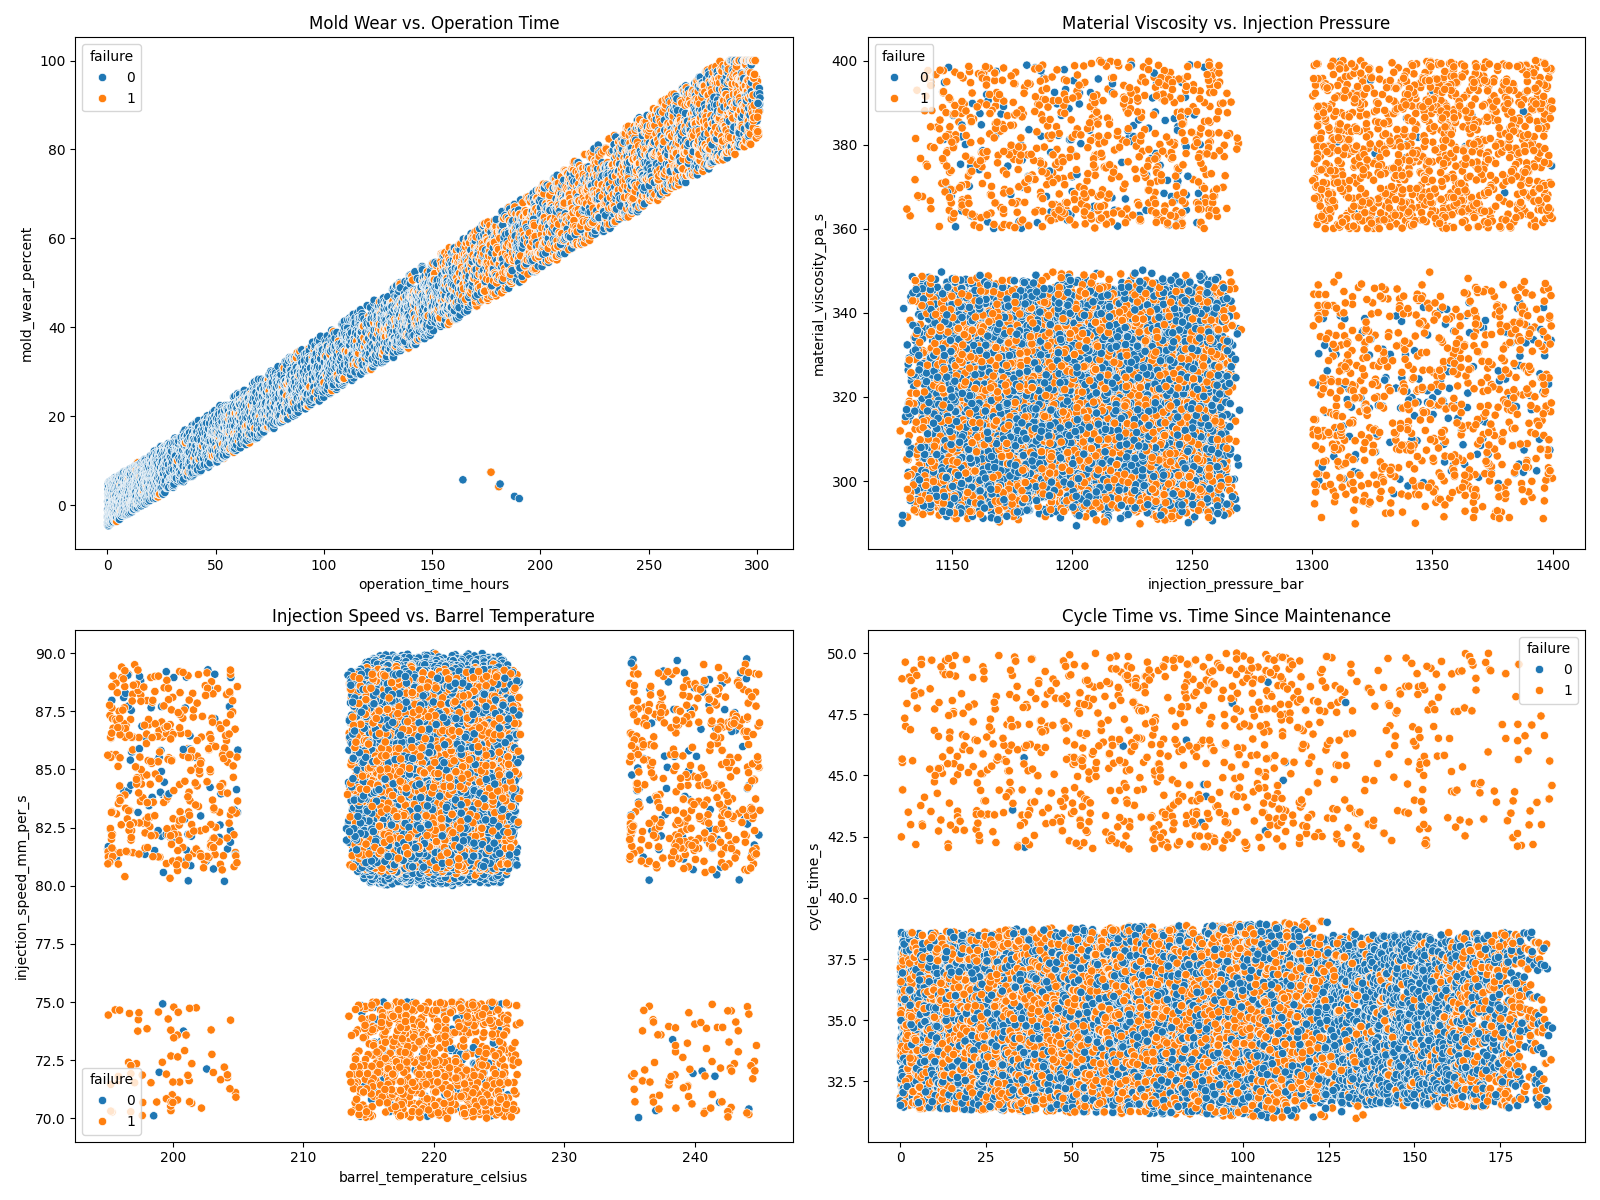 Mold Wear vs. Operation Time
failure
0
1
100
80
60
40
20
0
mold_wear_percent
0 50 100 150 200 250 300
operation_time_hours
Material Viscosity vs. Injection Pressure
failure
0
1
400
380
360
340
320
300
material_viscosity_pa_s
1150 1200 1250 1300 1350 1400
injection_pressure_bar
Injection Speed vs. Barrel Temperature
90.0
87.5
85.0
82.5
80.0
77.5
75.0
72.5
70.0
injection_speed_mm_per_s
failure
0
1
200 210 220 230 240
barrel_temperature_celsius
Cycle Time vs. Time Since Maintenance
failure
0
1
50.0
47.5
45.0
42.5
40.0
37.5
35.0
32.5
cycle_time_s
0 25 50 75 100 125 150 175
time_since_maintenance